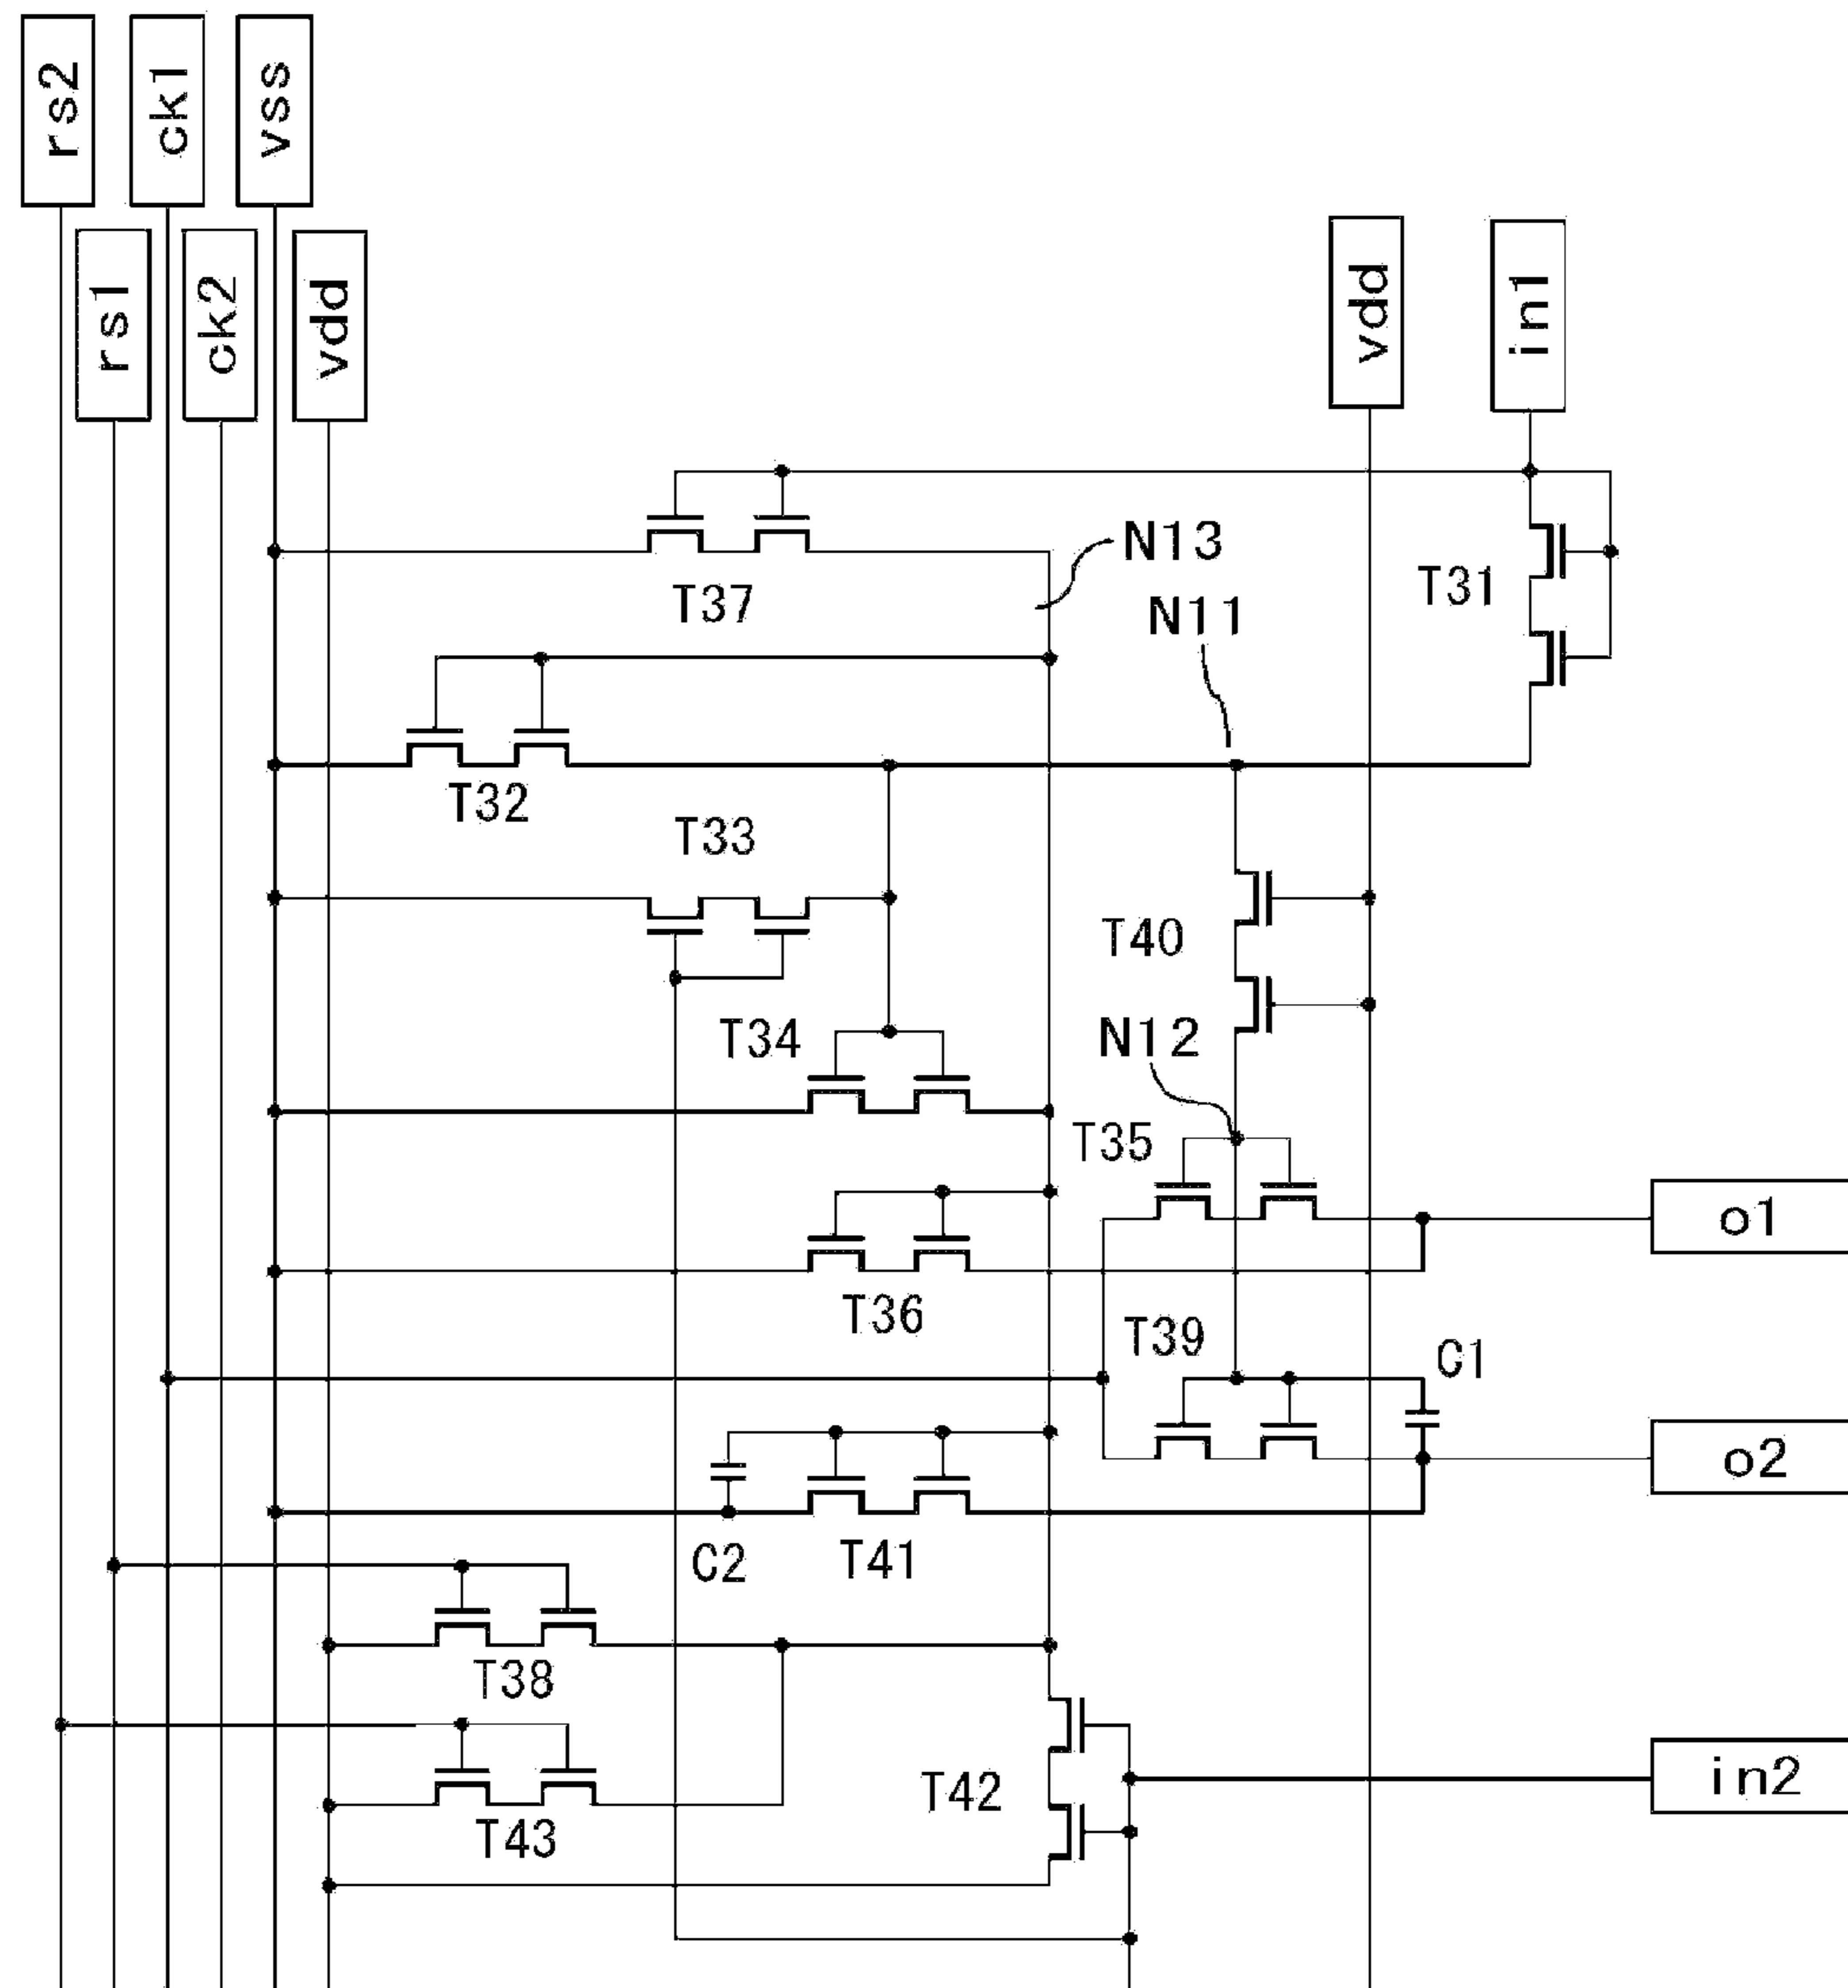 rs2
ck1
vss
rs1
ck2
vdd
vdd
in1
N13
T31
T37
N11
T32
T33
T40
T34
N12
T35
o1
T36
T39
C1
o2
C2
T41
T38
T42
in2
T43